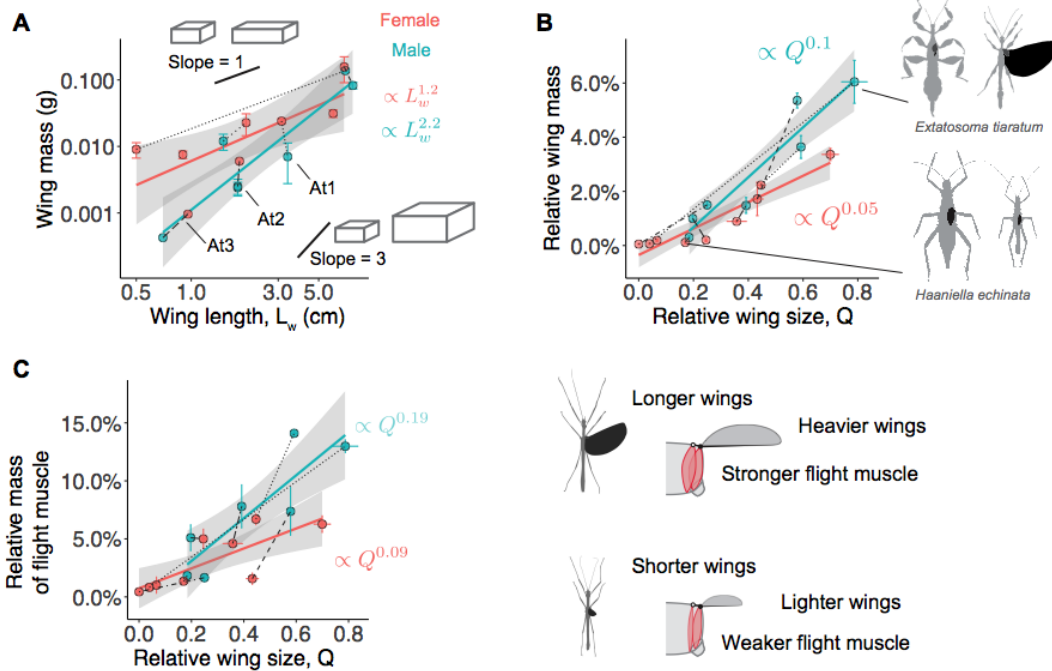 A
Female
Male
Slope = 1
∝ L_w^1.2
∝ L_w^2.2
At1
At2
At3
Slope = 3
Wing mass (g)
0.100
0.010
0.001
0.5
1.0
3.0
5.0
Wing length, L_w (cm)
B
∝ Q^0.1
∝ Q^0.05
Relative wing mass
6.0%
4.0%
2.0%
0.0%
0.0
0.2
0.4
0.6
0.8
Relative wing size, Q
Extatosoma tiaratum
Haaniella echinata
C
∝ Q^0.19
∝ Q^0.09
Relative mass
of flight muscle
15.0%
10.0%
5.0%
0.0%
0.0
0.2
0.4
0.6
0.8
Relative wing size, Q
Longer wings
Heavier wings
Stronger flight muscle
Shorter wings
Lighter wings
Weaker flight muscle